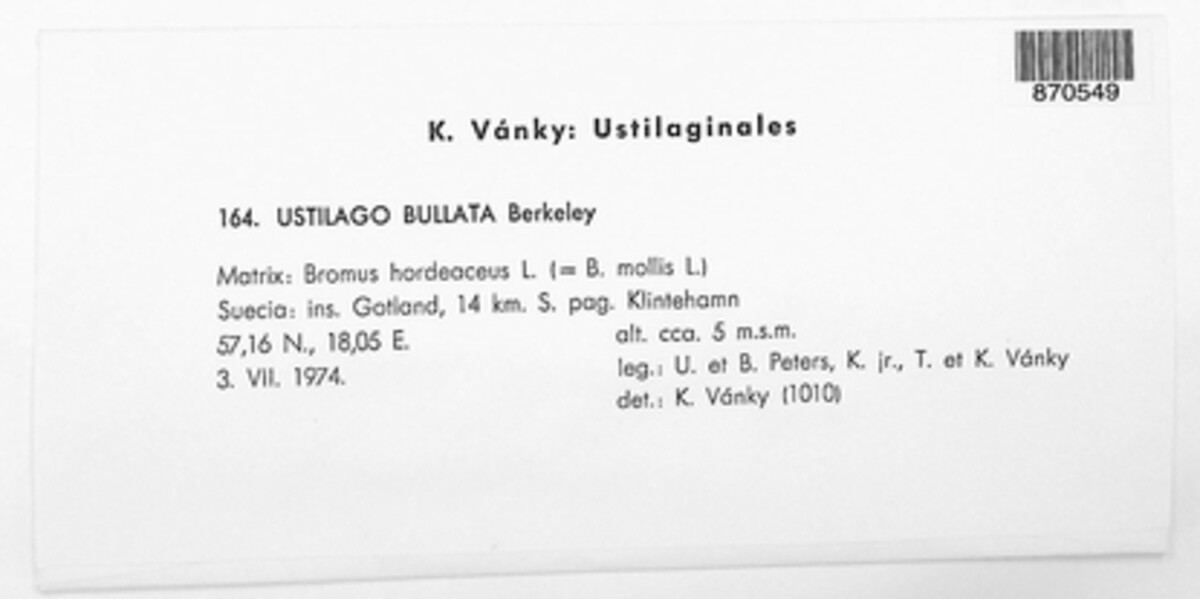 870549
K. Vánky: Ustilaginales
164. USTILAGO BULLATA Berkeley
Matrix: Bromus hordeaceus L. (= B. mollis L.)
Suecia: ins. Gotland, 14 km. S. pag. Klintehamn
57,16 N., 18,05 E.
alt. cca. 5 m.s.m.
3. VII. 1974.
leg.: U. et B. Peters, K. jr., T. et K. Vánky
det.: K. Vánky (1010)